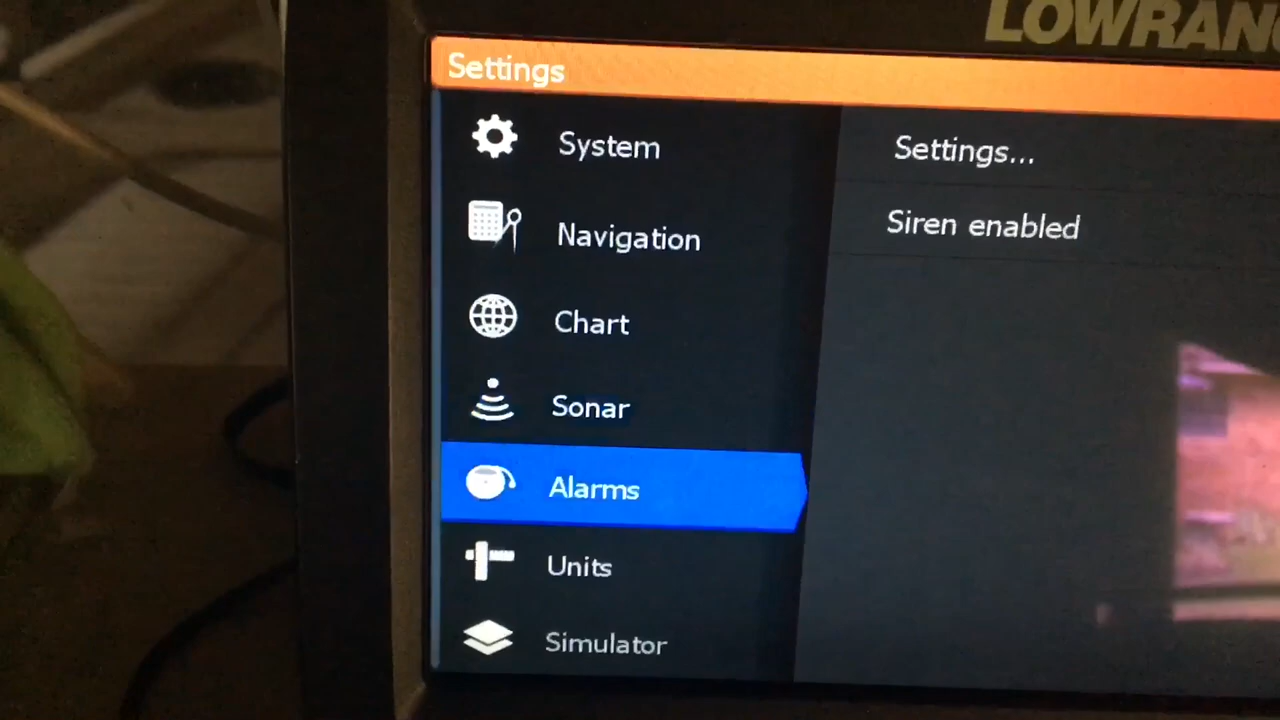 LOWRANC
Settings
System
Navigation
Chart
Sonar
Alarms
Units
Simulator
Settings...
Siren enabled